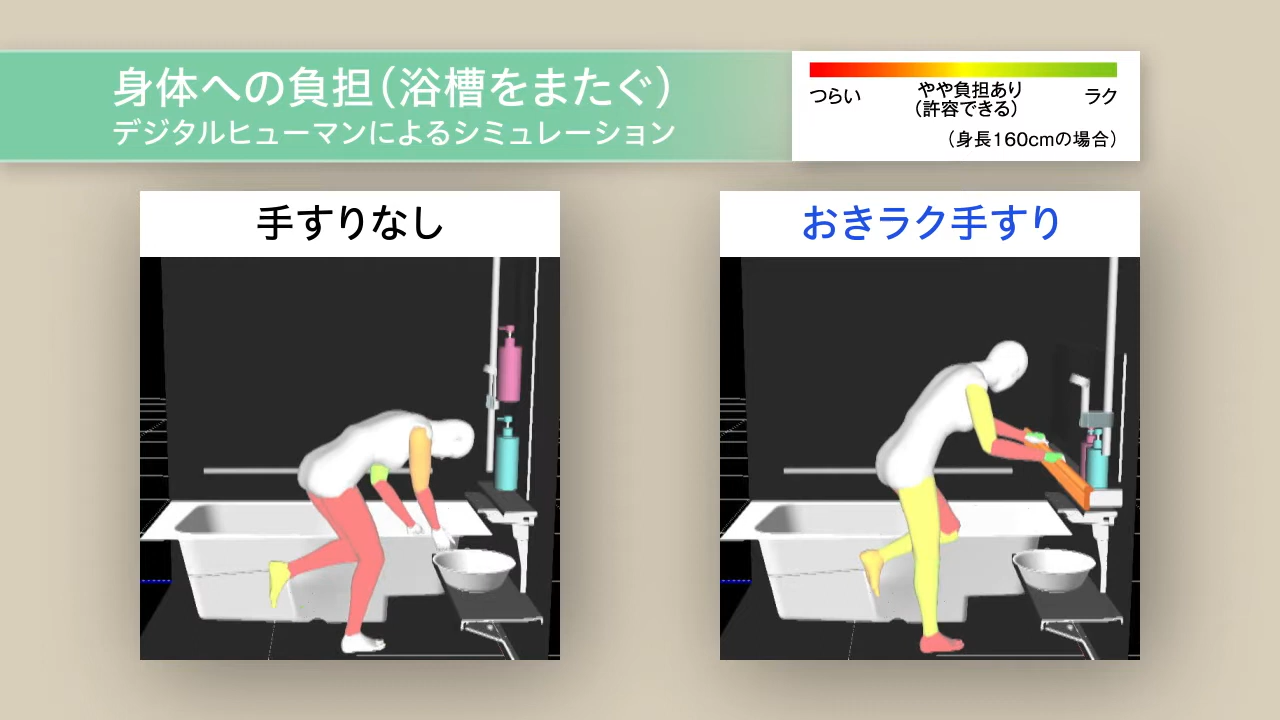 身体への負担（浴槽をまたぐ）
デジタルヒューマンによるシミュレーション
つらい
やや負担あり
（許容できる）
ラク
（身長160cmの場合）
手すりなし
おきラク手すり